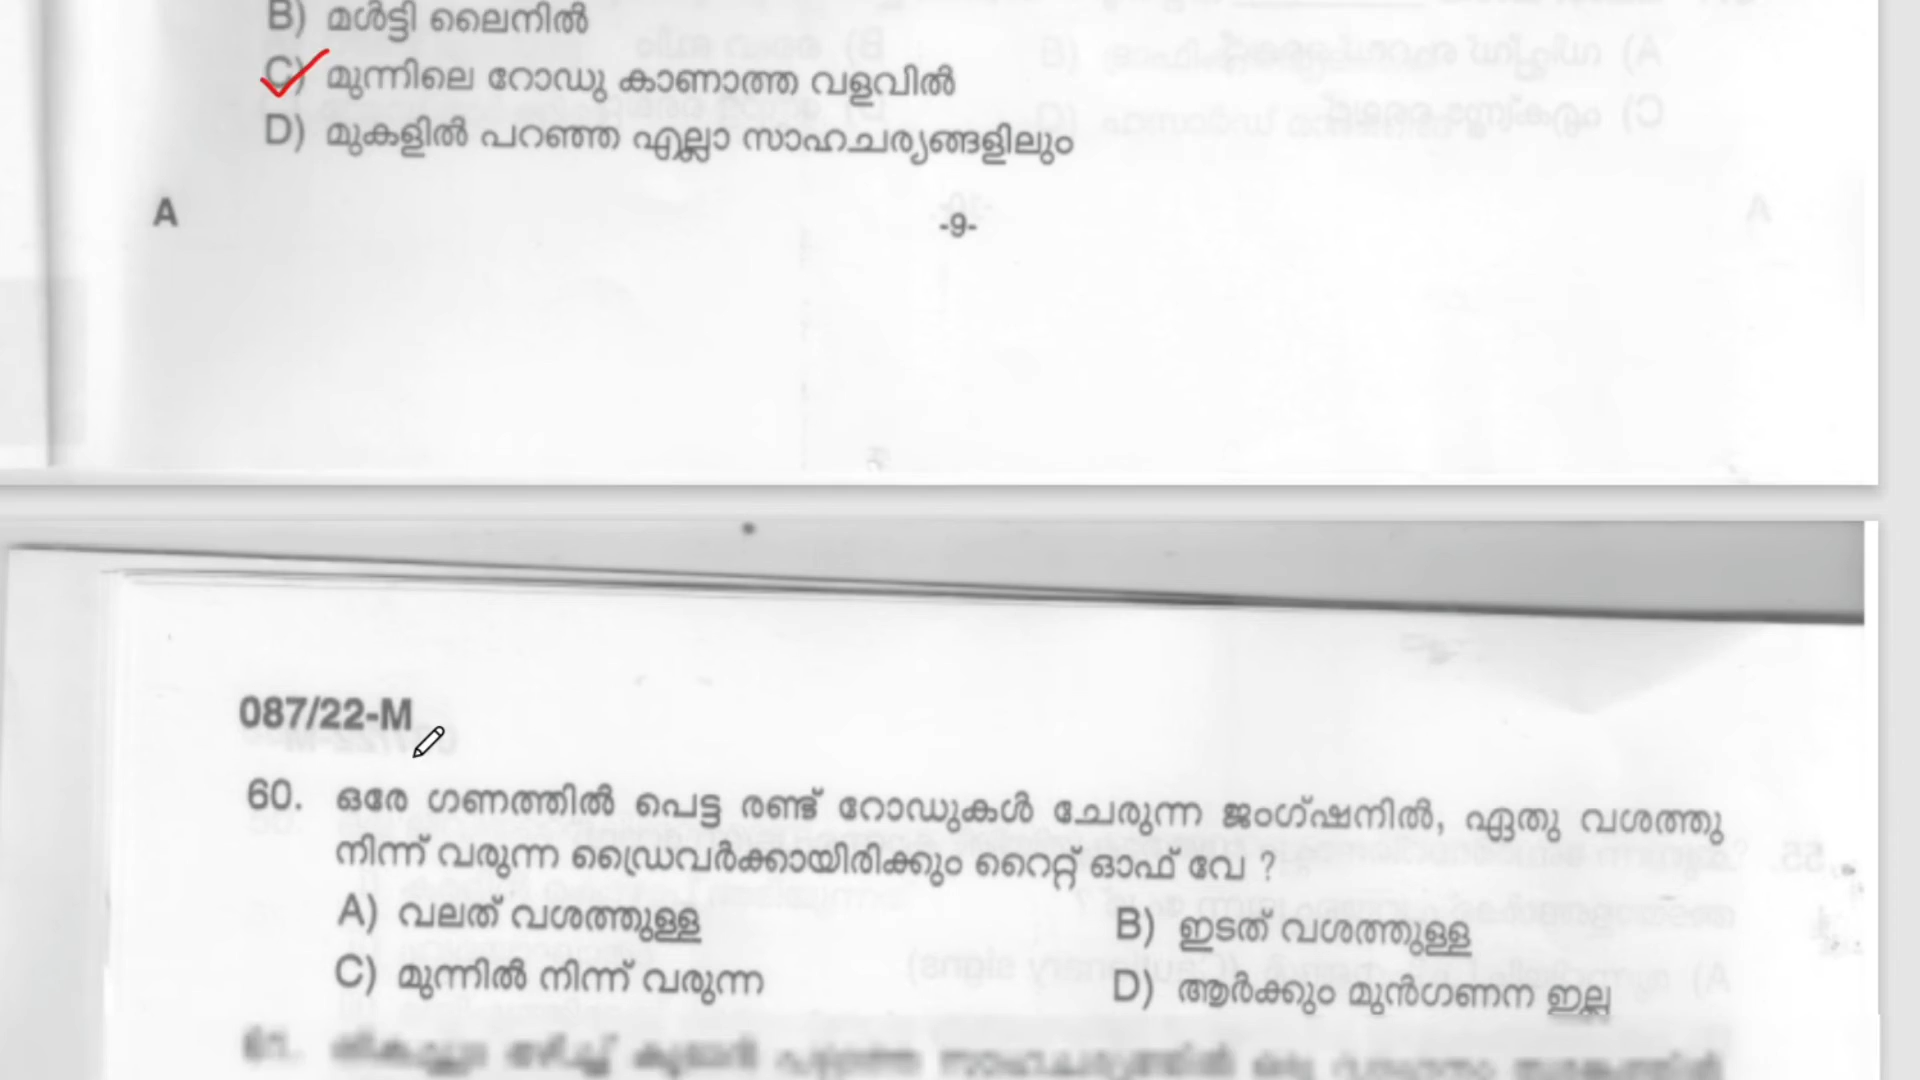 B) മൾട്ടി ലൈനിൽ
C) മുന്നിലെ റോഡു കാണാത്ത വളവിൽ
D) മുകളിൽ പറഞ്ഞ എല്ലാ സാഹചര്യങ്ങളിലും
A -9-
087/22-M
60. ഒരേ ഗണത്തിൽ പെട്ട രണ്ട് റോഡുകൾ ചേരുന്ന ജംഗ്ഷനിൽ, ഏതു വശത്തു
നിന്ന് വരുന്ന ഡ്രൈവർക്കായിരിക്കും റൈറ്റ് ഓഫ് വേ ?
A) വലത് വശത്തുള്ള B) ഇടത് വശത്തുള്ള
C) മുന്നിൽ നിന്ന് വരുന്ന D) ആർക്കും മുൻഗണന ഇല്ല
61.